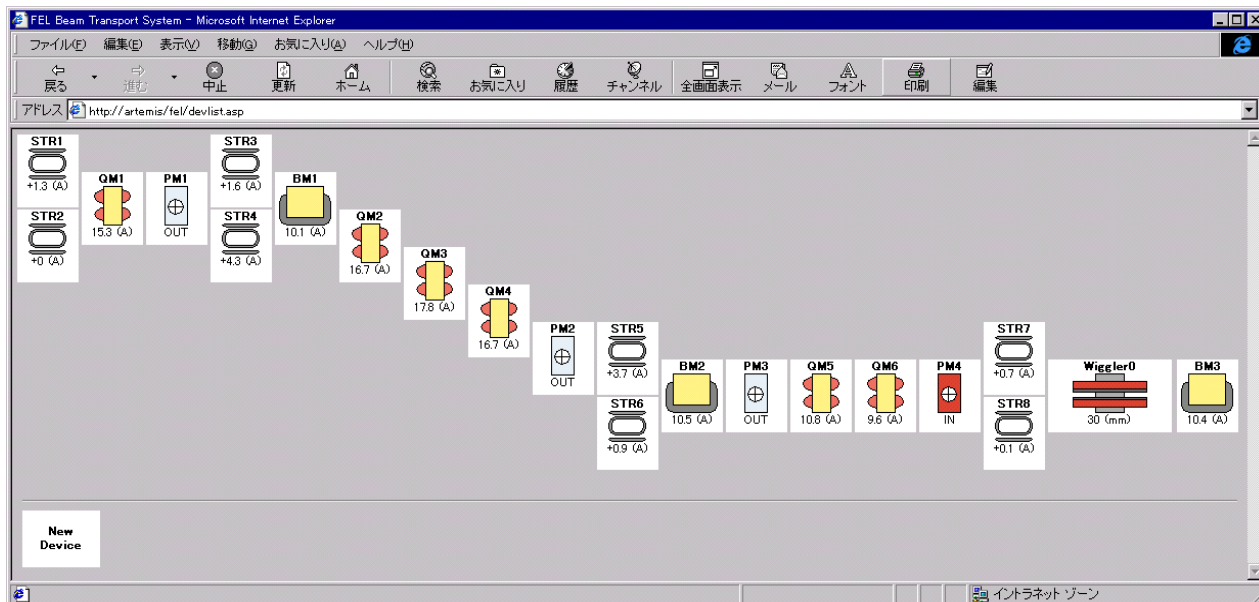 FEL Beam Transport System - Microsoft Internet Explorer
ファイル(F) 編集(E) 表示(V) 移動(G) お気に入り(A) ヘルプ(H)
戻る 進む 中止 更新 ホーム 検索 お気に入り 履歴 チャンネル 全画面表示 メール フォント 印刷 編集
アドレス http://artemis/fel/devlist.asp
STR1
+1.3 (A)
STR2
+0 (A)
QM1
15.3 (A)
PM1
OUT
STR3
+1.6 (A)
STR4
+4.3 (A)
BM1
10.1 (A)
QM2
16.7 (A)
QM3
17.8 (A)
QM4
16.7 (A)
PM2
OUT
STR5
+3.7 (A)
STR6
+0.9 (A)
BM2
10.5 (A)
PM3
OUT
QM5
10.8 (A)
QM6
9.6 (A)
PM4
IN
STR7
+0.7 (A)
STR8
+0.1 (A)
Wiggler0
30 (mm)
BM3
10.4 (A)
New
Device
イントラネット ゾーン